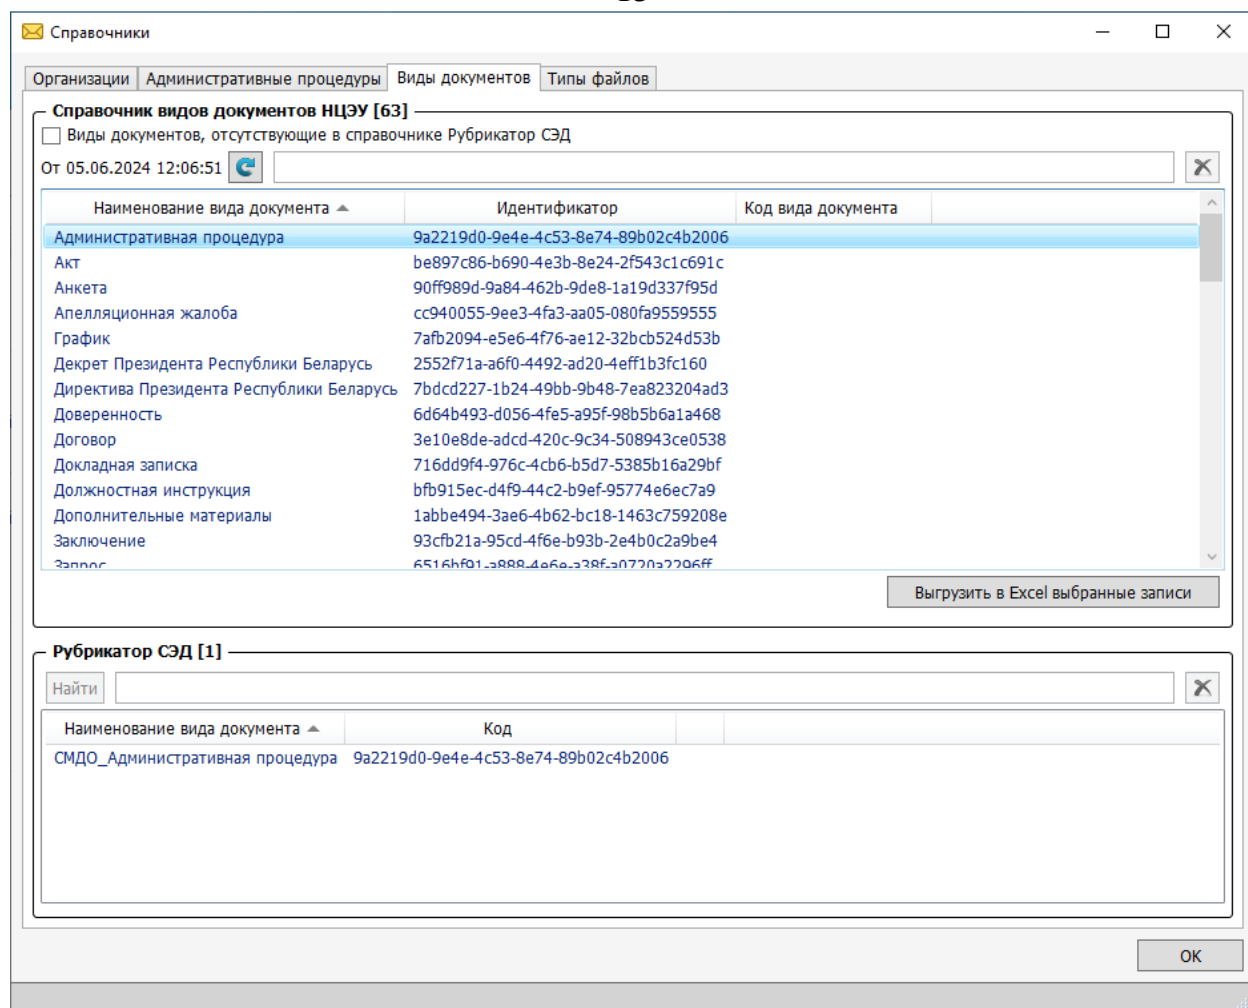 Справочники
Организации Административные процедуры Виды документов Типы файлов
Справочник видов документов НЦЭУ [63]
Виды документов, отсутствующие в справочнике Рубрикатор СЭД
От 05.06.2024 12:06:51
Наименование вида документа Идентификатор Код вида документа
Административная процедура 9a2219d0-9e4e-4c53-8e74-89b02c4b2006
Акт be897c86-b690-4e3b-8e24-2f543c1c691c
Анкета 90ff989d-9a84-462b-9de8-1a19d337f95d
Апелляционная жалоба cc940055-9ee3-4fa3-aa05-080fa9559555
График 7afb2094-e5e6-4f76-ae12-32bcb524d53b
Декрет Президента Республики Беларусь 2552f71a-a6f0-4492-ad20-4eff1b3fc160
Директива Президента Республики Беларусь 7bdcd227-1b24-49bb-9b48-7ea823204ad3
Доверенность 6d64b493-d056-4fe5-a95f-98b5b6a1a468
Договор 3e10e8de-adcd-420c-9c34-508943ce0538
Докладная записка 716dd9f4-976c-4cb6-b5d7-5385b16a29bf
Должностная инструкция bfb915ec-d4f9-44c2-b9ef-95774e6ec7a9
Дополнительные материалы 1abbe494-3ae6-4b62-bc18-1463c759208e
Заключение 93cfb21a-95cd-4f6e-b93b-2e4b0c2a9be4
Запрос 6516bf91-a888-4e6e-a38f-a0720a2296ff
Выгрузить в Excel выбранные записи
Рубрикатор СЭД [1]
Найти
Наименование вида документа Код
СМДО_Административная процедура 9a2219d0-9e4e-4c53-8e74-89b02c4b2006
OK